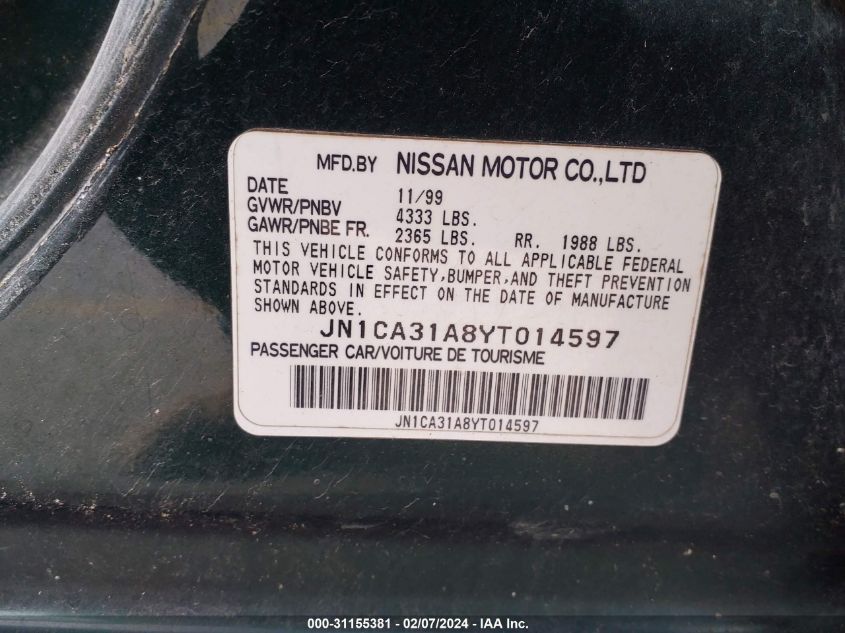 MFD.BY NISSAN MOTOR CO.,LTD
DATE 11/99
GVWR/PNBV 4333 LBS.
GAWR/PNBE FR. 2365 LBS. RR. 1988 LBS.
THIS VEHICLE CONFORMS TO ALL APPLICABLE FEDERAL
MOTOR VEHICLE SAFETY,BUMPER,AND THEFT PREVENTION
STANDARDS IN EFFECT ON THE DATE OF MANUFACTURE
SHOWN ABOVE.
JN1CA31A8YT014597
PASSENGER CAR/VOITURE DE TOURISME
JN1CA31A8YT014597
000-31155381 - 02/07/2024 - IAA Inc.